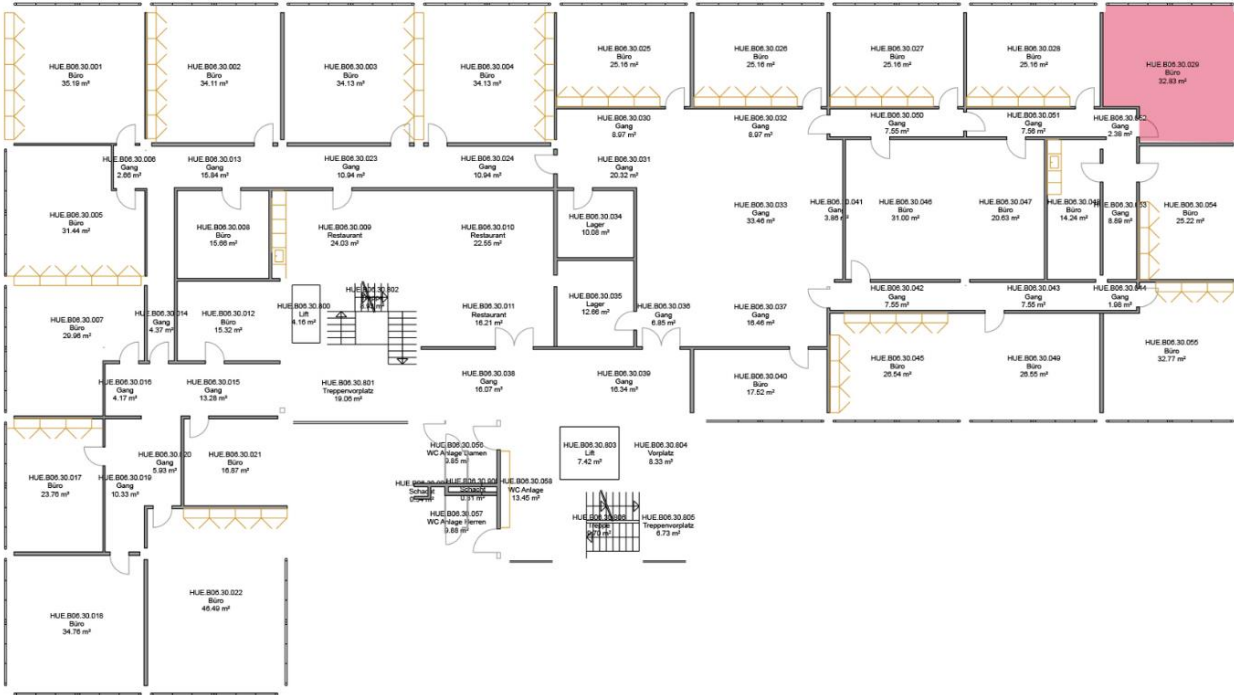 HUE.B06.30.001
Büro
35.19 m²
HUE.B06.30.002
Büro
34.11 m²
HUE.B06.30.003
Büro
34.13 m²
HUE.B06.30.004
Büro
34.13 m²
HUE.B06.30.025
Büro
25.16 m²
HUE.B06.30.026
Büro
25.16 m²
HUE.B06.30.027
Büro
25.16 m²
HUE.B06.30.028
Büro
25.16 m²
HUE.B06.30.029
Büro
32.83 m²
HUE.B06.30.030
Gang
8.97 m²
HUE.B06.30.032
Gang
8.97 m²
Gang
7.55 m²
Gang
7.56 m²
Gang
2.38 m²
HUE.B06.30.006
Gang
2.66 m²
HUE.B06.30.013
Gang
15.84 m²
HUE.B06.30.023
Gang
10.94 m²
HUE.B06.30.024
Gang
10.94 m²
HUE.B06.30.031
Gang
20.32 m²
HUE.B06.30.005
Büro
31.44 m²
HUE.B06.30.008
Büro
15.66 m²
HUE.B06.30.009
Restaurant
24.03 m²
HUE.B06.30.010
Restaurant
22.55 m²
HUE.B06.30.034
Lager
10.08 m²
HUE.B06.30.033
Gang
33.46 m²
Gang
HUE.B06.30.046
Büro
31.00 m²
HUE.B06.30.047
Büro
20.63 m²
Büro
14.24 m²
Gang
8.89 m²
HUE.B06.30.054
Büro
25.22 m²
HUE.B06.30.007
Büro
29.96 m²
Gang
4.37 m²
HUE.B06.30.012
Büro
15.32 m²
Lift
4.16 m²
HUE.B06.30.011
Restaurant
16.21 m²
HUE.B06.30.035
Lager
12.66 m²
HUE.B06.30.036
Gang
6.85 m²
HUE.B06.30.037
Gang
16.46 m²
HUE.B06.30.042
Gang
7.55 m²
HUE.B06.30.043
Gang
7.55 m²
Gang
1.98 m²
HUE.B06.30.045
Büro
26.54 m²
HUE.B06.30.049
Büro
26.55 m²
HUE.B06.30.055
Büro
32.77 m²
HUE.B06.30.016
Gang
4.17 m²
HUE.B06.30.015
Gang
13.28 m²
HUE.B06.30.801
Treppenvorplatz
19.06 m²
HUE.B06.30.038
Gang
16.07 m²
HUE.B06.30.039
Gang
16.34 m²
HUE.B06.30.040
Büro
17.52 m²
HUE.B06.30.017
Büro
23.76 m²
HUE.B06.30.019
Gang
10.33 m²
Gang
5.93 m²
HUE.B06.30.021
Büro
16.87 m²
HUE.B06.30.056
WC Anlage Damen
9.85 m²
HUE.B06.30.058
WC Anlage
13.45 m²
HUE.B06.30.803
Lift
7.42 m²
HUE.B06.30.804
Vorplatz
8.33 m²
Schacht
Schacht
HUE.B06.30.057
WC Anlage Herren
9.88 m²
Treppe
HUE.B06.30.805
Treppenvorplatz
6.73 m²
HUE.B06.30.018
Büro
34.76 m²
HUE.B06.30.022
Büro
46.49 m²